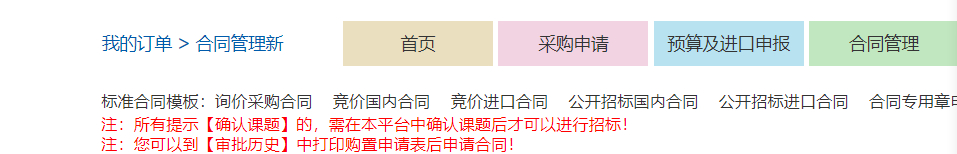 我的订单 > 合同管理新 首页 采购申请 预算及进口申报 合同管理
标准合同模板：询价采购合同 竞价国内合同 竞价进口合同 公开招标国内合同 公开招标进口合同 合同专用章
注：所有提示【确认课题】的，需在本平台中确认课题后才可以进行招标！
注：您可以到【审批历史】中打印购置申请表后申请合同！